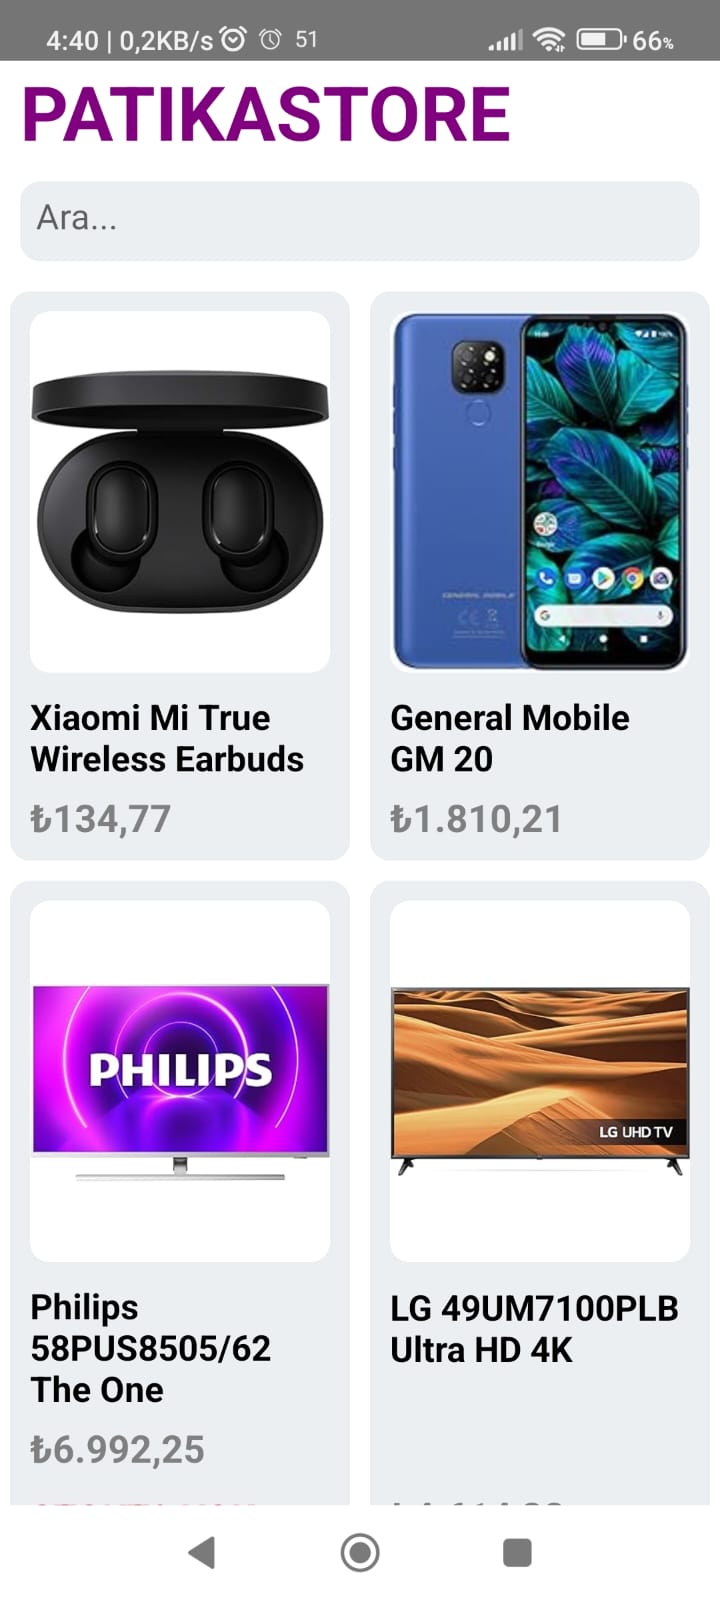 4:40 | 0,2KB/s 51 66%
PATIKASTORE
Ara...
Xiaomi Mi True
Wireless Earbuds
₺134,77
GENERAL MOBILE
General Mobile
GM 20
₺1.810,21
PHILIPS
Philips
58PUS8505/62
The One
₺6.992,25
LG UHD TV
LG 49UM7100PLB
Ultra HD 4K